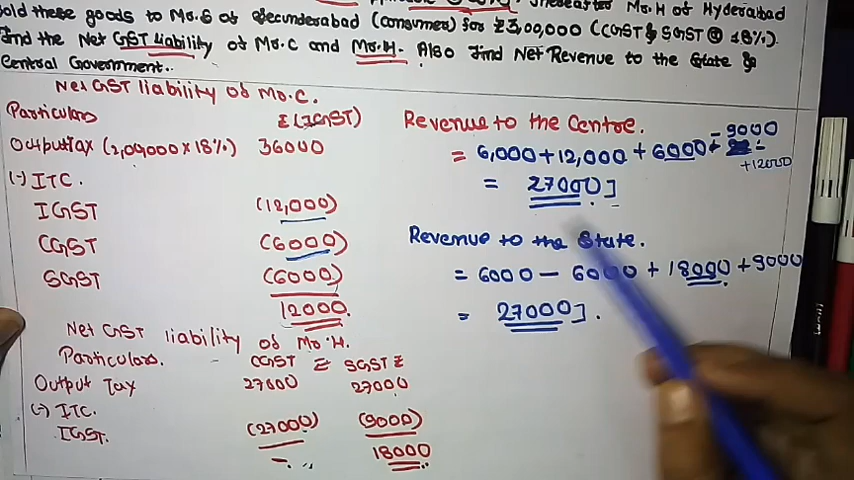 Mr. H of Hyderabad
sold these goods to Mr. S of Secunderabad (consumer) for ₹3,00,000 (CGST & SGST @ 18%).
Find the Net GST liability of Mr. C and Mr. H. Also find Net Revenue to the State &
Central Government.
Net GST liability of Mr. C.
Particulars ₹(IGST)
Output Tax (2,00,000 x 18%) 36000
(-) ITC.
IGST (12,000)
CGST (6000)
SGST (6000)
12000
Net GST liability of Mr. H.
Particulars. CGST ₹ SGST ₹
Output Tax 27000 27000
(-) ITC.
IGST. (27000) (9000)
18000
Revenue to the Centre.
= 6,000 + 12,000 + 6000 + - 9000
+12000
= 27000]
Revenue to the State.
= 6000 - 6000 + 18000 + 9000
= 27000].